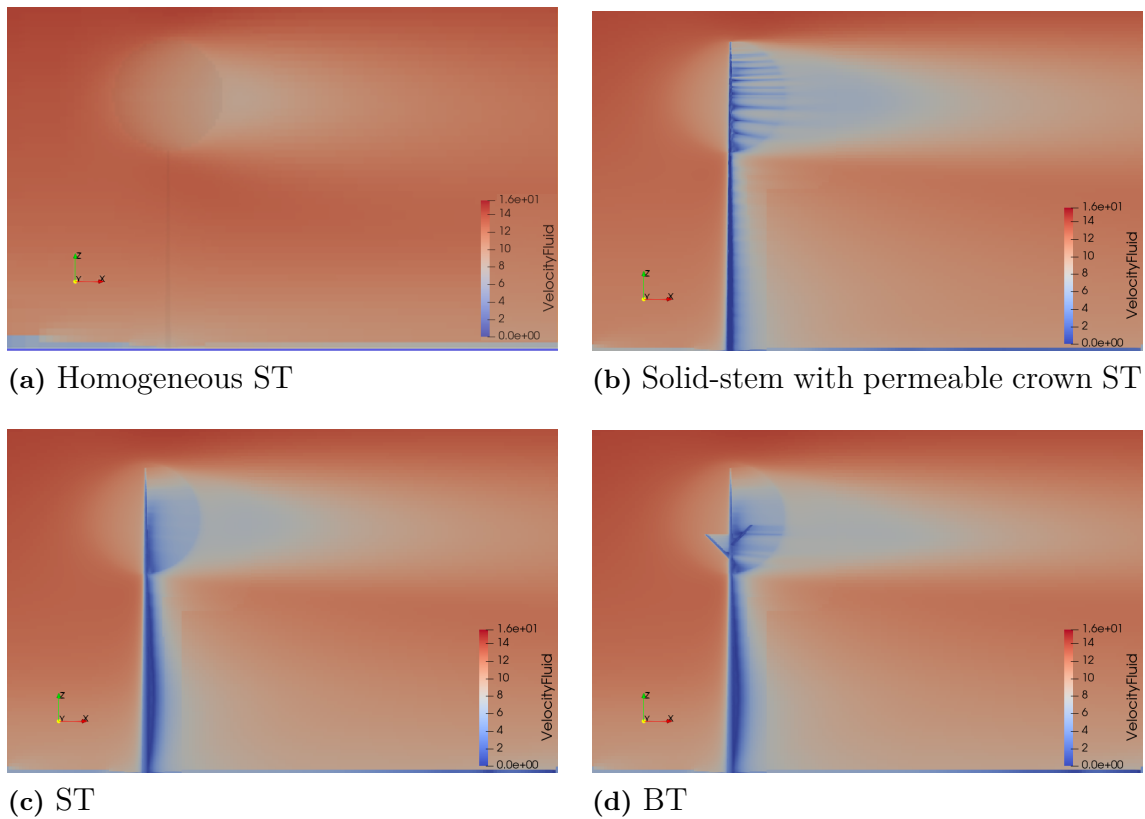 1.6e+01
14
12
10
8
6
4
2
0.0e+00
VelocityFluid
Z
Y
X
(a) Homogeneous ST
1.6e+01
14
12
10
8
6
4
2
0.0e+00
VelocityFluid
Z
Y
X
(b) Solid-stem with permeable crown ST
1.6e+01
14
12
10
8
6
4
2
0.0e+00
VelocityFluid
Z
Y
X
(c) ST
1.6e+01
14
12
10
8
6
4
2
0.0e+00
VelocityFluid
Z
Y
X
(d) BT